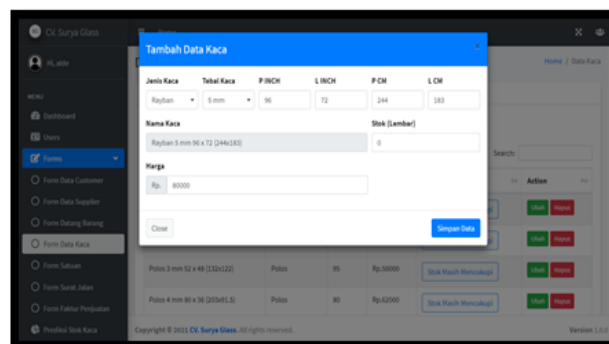 CV. Surya Glass
Home
Tambah Data Kaca
×
Hi, aldo
Home / Data Kaca
Jenis Kaca Tebal Kaca P INCH L INCH P CM L CM
Rayban 5 mm 96 72 244 183
MENU
Dashboard
Nama Kaca Stok (Lembar)
Users
Rayban 5 mm 96 x 72 (244x183) 0
Forms
Search:
Harga
Form Data Customer
Action
Rp. 80000
Form Data Supplier
Ubah Hapus
Form Datang Barang
Close Simpan Data
Form Data Kaca
Ubah Hapus
Form Satuan
Polos 3 mm 52 x 48 (132x122) Polos 95 Rp.50000 Stok Masih Mencukupi Ubah Hapus
Form Surat Jalan
Polos 4 mm 80 x 36 (203x91.5) Polos 80 Rp.62000 Stok Masih Mencukupi Ubah Hapus
Form Faktur Penjualan
Prediksi Stok Kaca
Copyright © 2021 CV. Surya Glass. All rights reserved.
Version